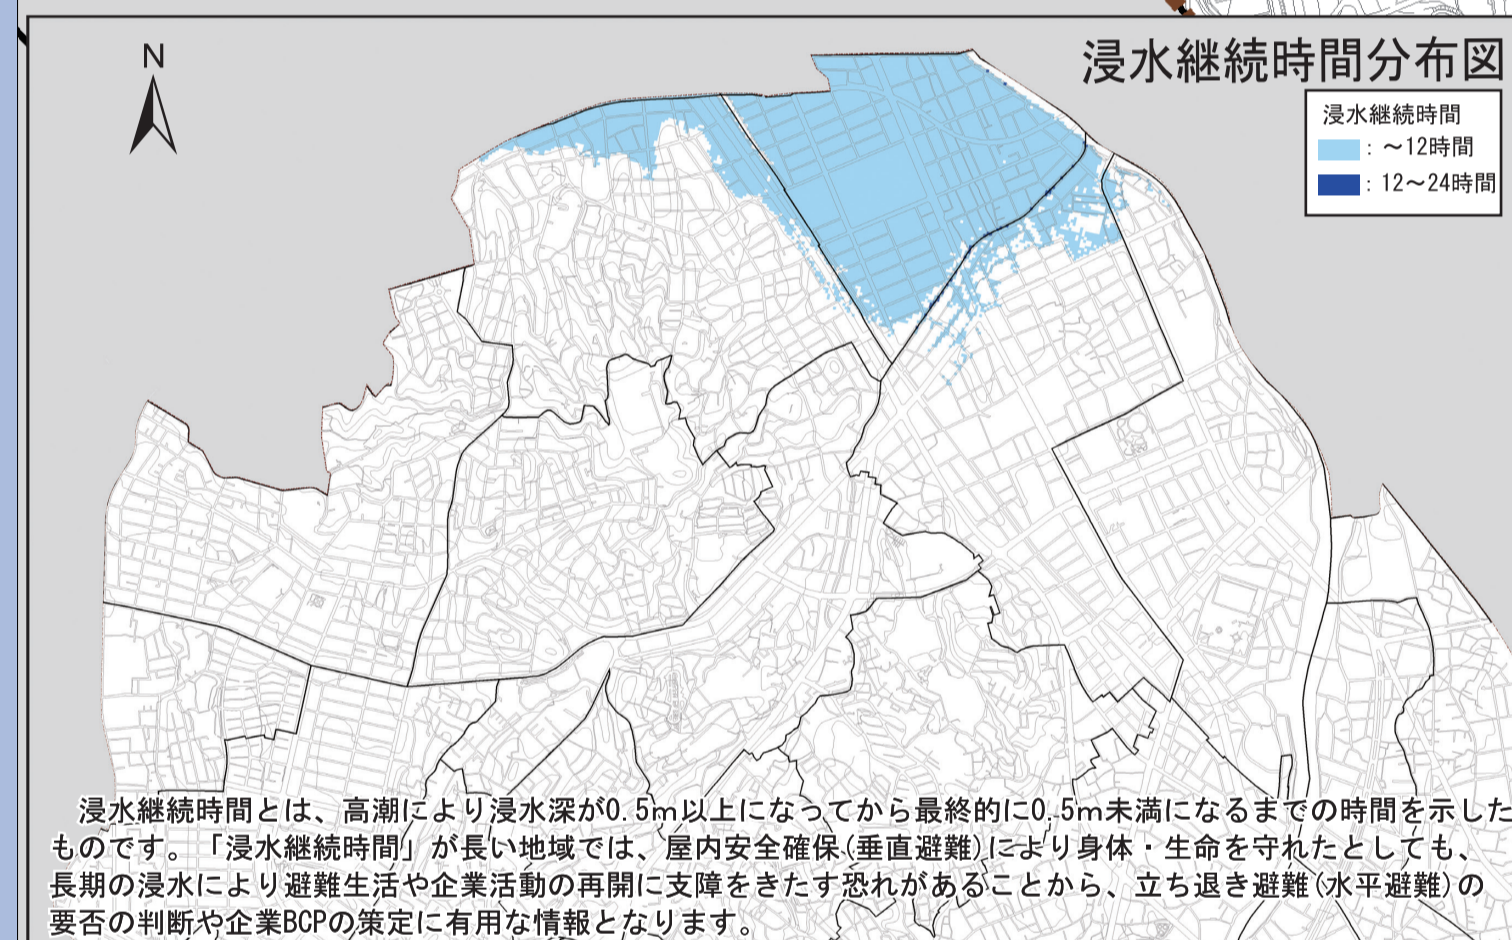 N
浸水継続時間分布図
浸水継続時間
：～12時間
：12～24時間
浸水継続時間とは、高潮により浸水深が0.5m以上になってから最終的に0.5m未満になるまでの時間を示した
ものです。「浸水継続時間」が長い地域では、屋内安全確保(垂直避難)により身体・生命を守れたとしても、
長期の浸水により避難生活や企業活動の再開に支障をきたす恐れがあることから、立ち退き避難(水平避難)の
要否の判断や企業BCPの策定に有用な情報となります。